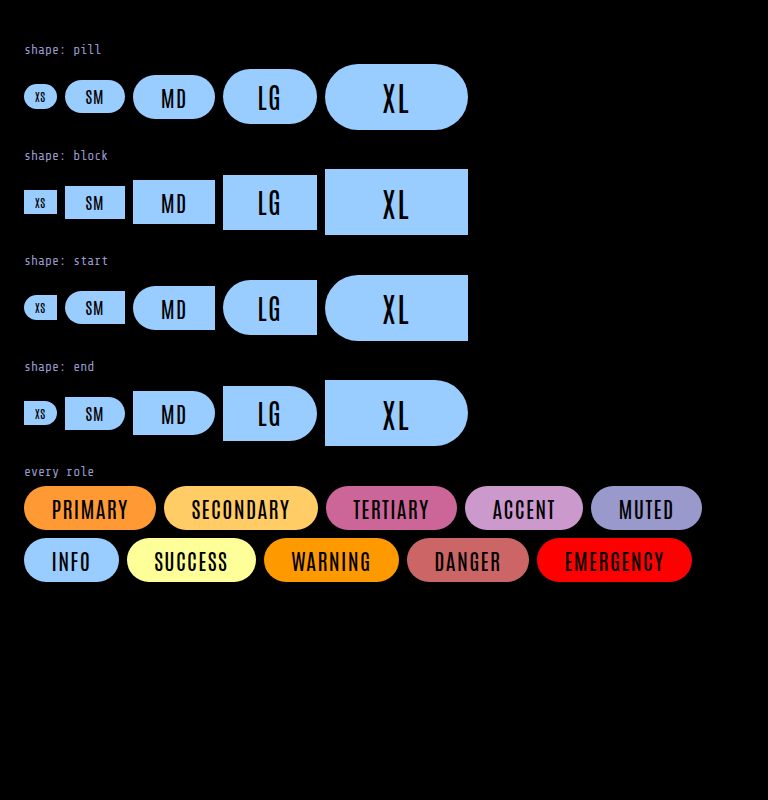 shape: pill
XS SM MD LG XL
shape: block
XS SM MD LG XL
shape: start
XS SM MD LG XL
shape: end
XS SM MD LG XL
every role
PRIMARY SECONDARY TERTIARY ACCENT MUTED
INFO SUCCESS WARNING DANGER EMERGENCY